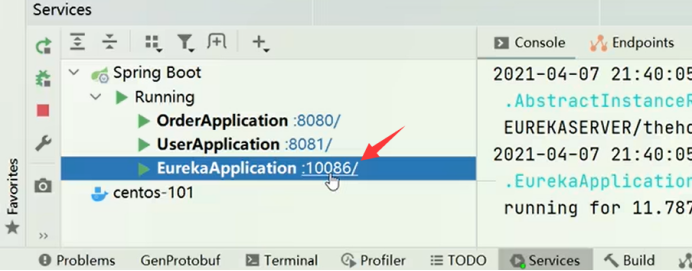 Services
Console
Endpoints
Spring Boot
Running
OrderApplication :8080/
UserApplication :8081/
EurekaApplication :10086/
centos-101
2021-04-07 21:40:05
.AbstractInstanceR
EUREKASERVER/theho
2021-04-07 21:40:05
.EurekaApplication
running for 11.787
Favorites
Problems
GenProtobuf
Terminal
Profiler
TODO
Services
Build